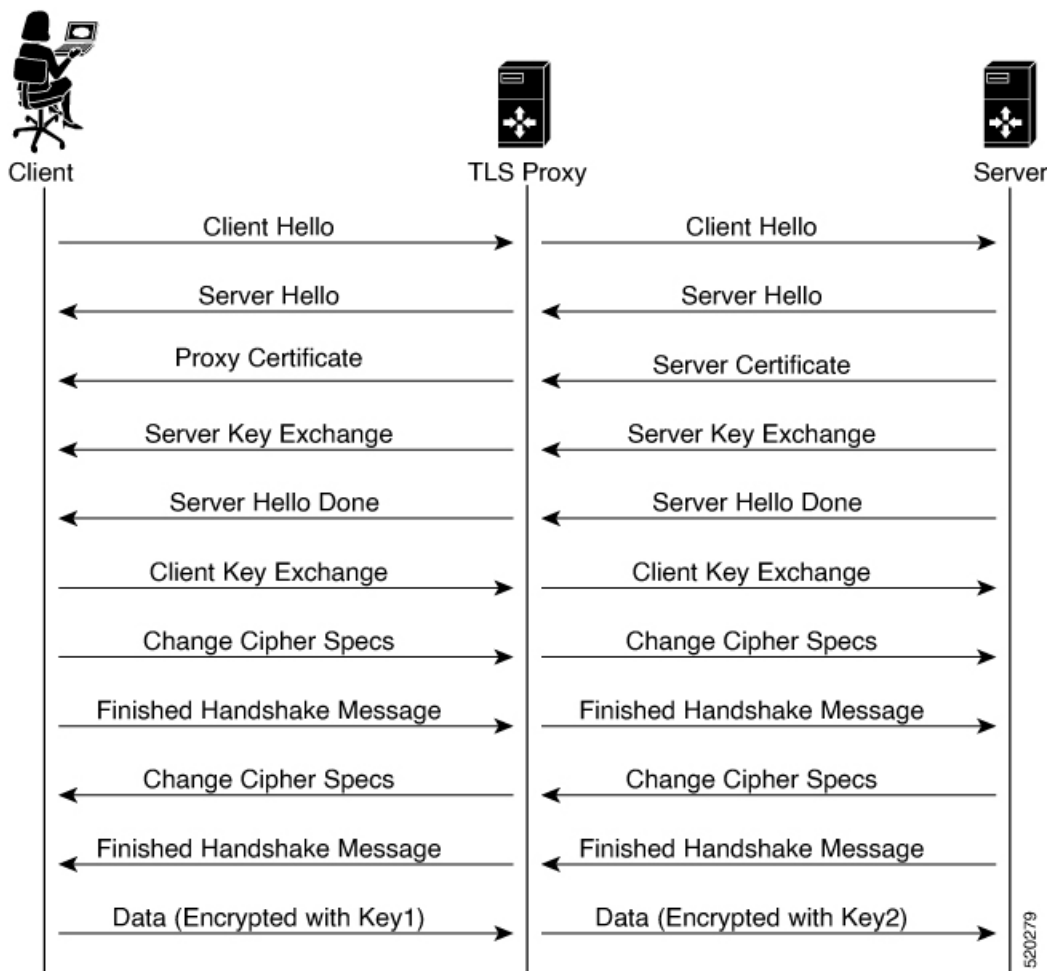 Client
TLS Proxy
Server
Client Hello
Client Hello
Server Hello
Server Hello
Proxy Certificate
Server Certificate
Server Key Exchange
Server Key Exchange
Server Hello Done
Server Hello Done
Client Key Exchange
Client Key Exchange
Change Cipher Specs
Change Cipher Specs
Finished Handshake Message
Finished Handshake Message
Change Cipher Specs
Change Cipher Specs
Finished Handshake Message
Finished Handshake Message
Data (Encrypted with Key1)
Data (Encrypted with Key2)
520279